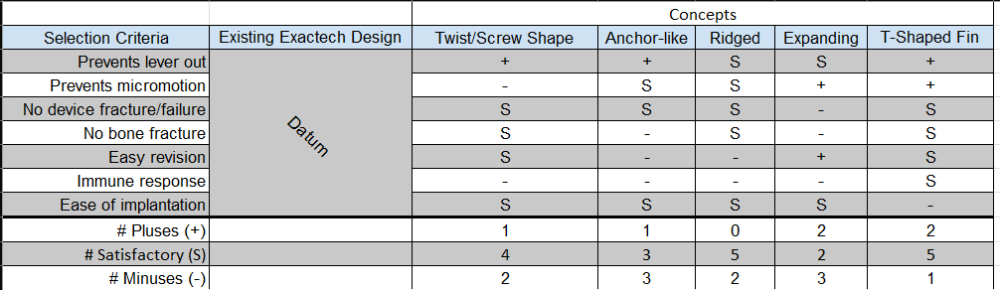 Concepts
Selection Criteria Existing Exactech Design Twist/Screw Shape Anchor-like Ridged Expanding T-Shaped Fin
Prevents lever out + + S S +
Prevents micromotion - S S + +
No device fracture/failure S S S - S
Datum
No bone fracture S - S - S
Easy revision S - - + S
Immune response - - - - S
Ease of implantation S S S S -
# Pluses (+) 1 1 0 2 2
# Satisfactory (S) 4 3 5 2 5
# Minuses (-) 2 3 2 3 1